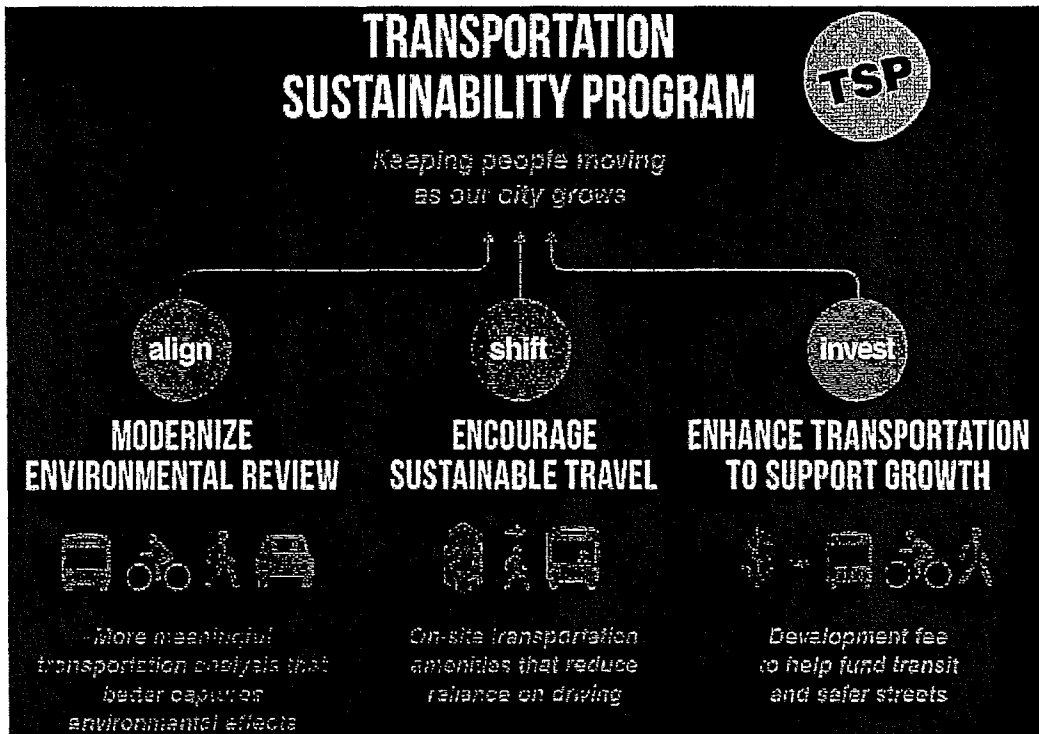 TRANSPORTATION
SUSTAINABILITY PROGRAM
TSP
Keeping people moving
as our city grows
align
MODERNIZE
ENVIRONMENTAL REVIEW
More meaningful
transportation analysis that
better captures
environmental effects
shift
ENCOURAGE
SUSTAINABLE TRAVEL
On-site transportation
amenities that reduce
reliance on driving
invest
ENHANCE TRANSPORTATION
TO SUPPORT GROWTH
Development fee
to help fund transit
and safer streets